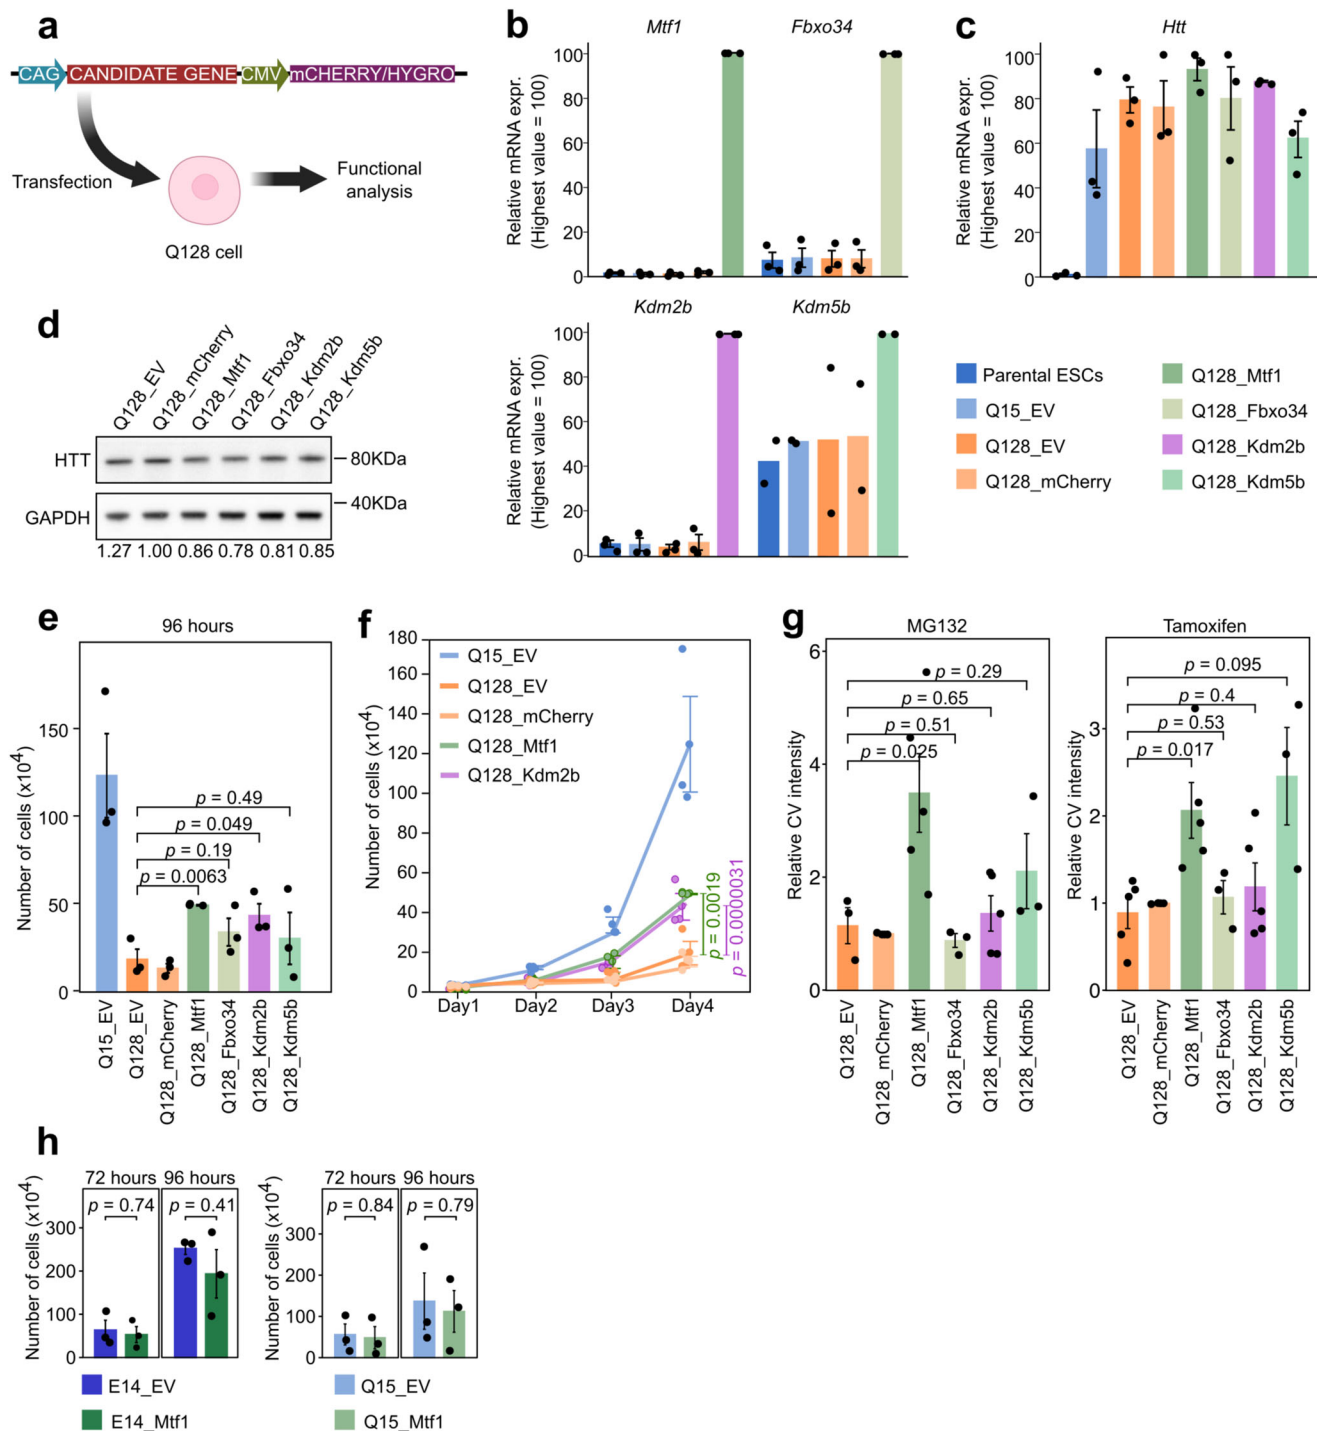 a
CAG CANDIDATE GENE CMV mCHERRY/HYGRO
Transfection
Functional
analysis
Q128 cell
b
Mtf1 Fbxo34
Relative mRNA expr.
(Highest value = 100)
100
80
60
40
20
0
Kdm2b Kdm5b
Relative mRNA expr.
(Highest value = 100)
100
80
60
40
20
0
c
Htt
Relative mRNA expr.
(Highest value = 100)
100
80
60
40
20
0
Parental ESCs
Q15_EV
Q128_EV
Q128_mCherry
Q128_Mtf1
Q128_Fbxo34
Q128_Kdm2b
Q128_Kdm5b
d
Q128_EV
Q128_mCherry
Q128_Mtf1
Q128_Fbxo34
Q128_Kdm2b
Q128_Kdm5b
HTT
80KDa
40KDa
GAPDH
1.27 1.00 0.86 0.78 0.81 0.85
e
96 hours
Number of cells (x10⁴)
150
100
50
0
p = 0.49
p = 0.049
p = 0.19
p = 0.0063
Q15_EV
Q128_EV
Q128_mCherry
Q128_Mtf1
Q128_Fbxo34
Q128_Kdm2b
Q128_Kdm5b
f
Number of cells (x10⁴)
180
160
140
120
100
80
60
40
20
0
Q15_EV
Q128_EV
Q128_mCherry
Q128_Mtf1
Q128_Kdm2b
p = 0.0019
p = 0.0000031
Day1 Day2 Day3 Day4
g
MG132
Relative CV intensity
6
4
2
0
p = 0.29
p = 0.65
p = 0.51
p = 0.025
Q128_EV
Q128_mCherry
Q128_Mtf1
Q128_Fbxo34
Q128_Kdm2b
Q128_Kdm5b
Tamoxifen
Relative CV intensity
3
2
1
0
p = 0.095
p = 0.4
p = 0.53
p = 0.017
Q128_EV
Q128_mCherry
Q128_Mtf1
Q128_Fbxo34
Q128_Kdm2b
Q128_Kdm5b
h
72 hours 96 hours
Number of cells (x10⁴)
300
200
100
0
p = 0.74 p = 0.41
E14_EV
E14_Mtf1
72 hours 96 hours
Number of cells (x10⁴)
300
200
100
0
p = 0.84 p = 0.79
Q15_EV
Q15_Mtf1